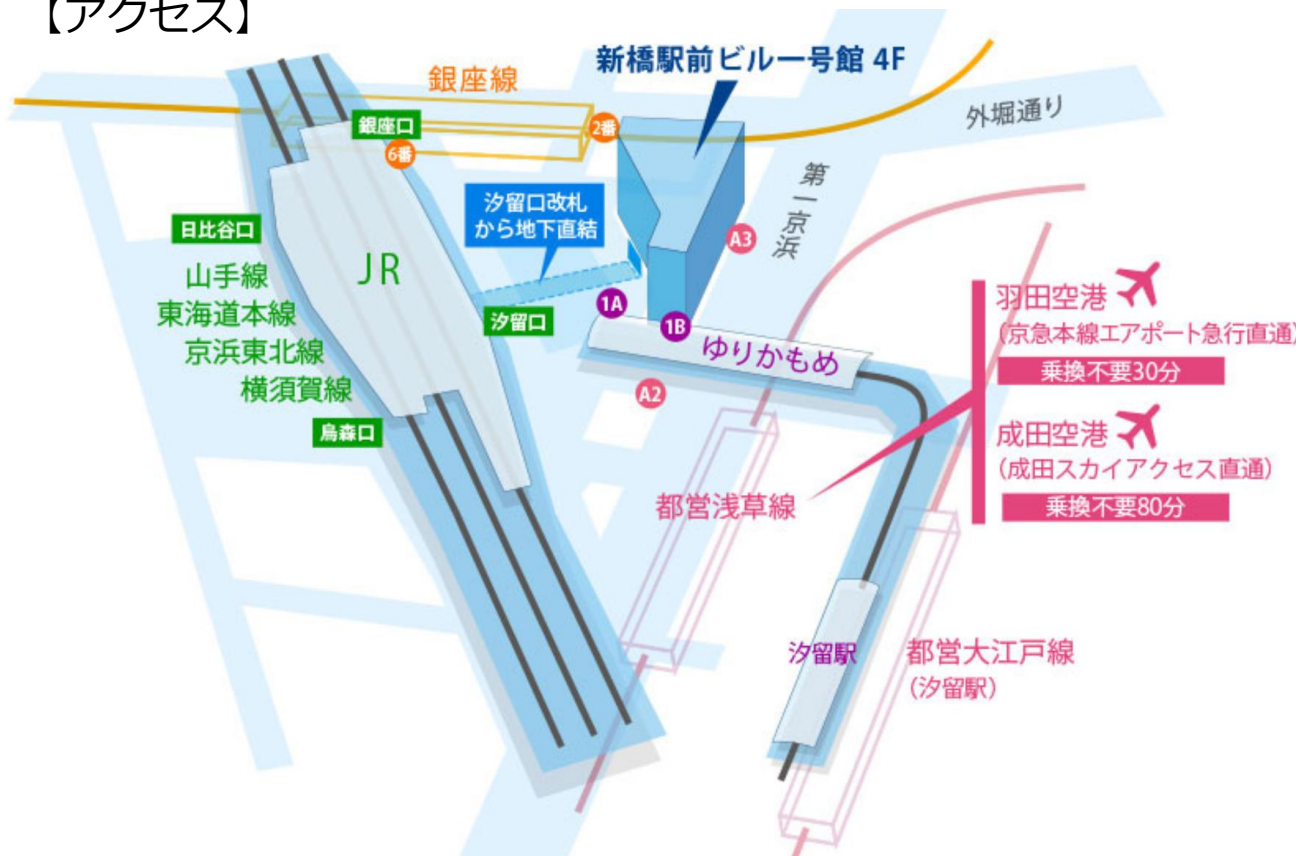 【アクセス】
新橋駅前ビル一号館 4F
銀座線
外堀通り
銀座口
2番
6番
第一京浜
汐留口改札
から地下直結
日比谷口
A3
JR
山手線
東海道本線
京浜東北線
横須賀線
1A
汐留口
1B
ゆりかもめ
羽田空港
(京急本線エアポート急行直通)
乗換不要30分
A2
烏森口
成田空港
(成田スカイアクセス直通)
乗換不要80分
都営浅草線
汐留駅
都営大江戸線
(汐留駅)